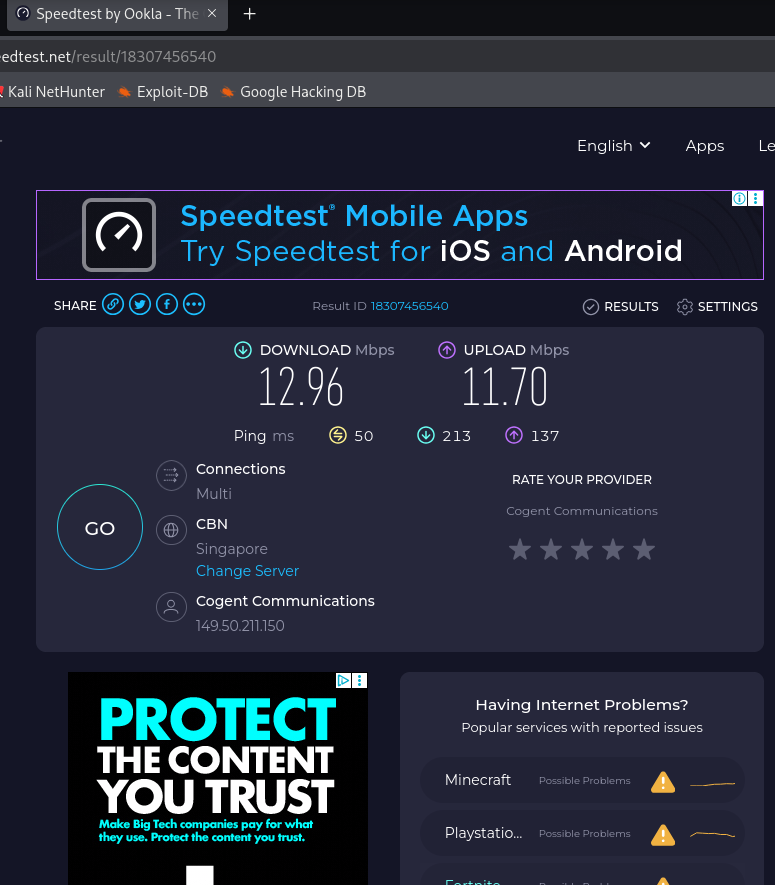 Speedtest by Ookla - The
edtest.net/result/18307456540
Kali NetHunter Exploit-DB Google Hacking DB
English Apps Le
Speedtest® Mobile Apps
Try Speedtest for iOS and Android
SHARE Result ID 18307456540 RESULTS SETTINGS
DOWNLOAD Mbps UPLOAD Mbps
12.96 11.70
Ping ms 50 213 137
Connections
Multi
CBN
Singapore
Change Server
Cogent Communications
149.50.211.150
GO
RATE YOUR PROVIDER
Cogent Communications
PROTECT
THE CONTENT
YOU TRUST
Make Big Tech companies pay for what
they use. Protect the content you trust.
Having Internet Problems?
Popular services with reported issues
Minecraft Possible Problems
Playstatio... Possible Problems
Fortnite Possible Problems